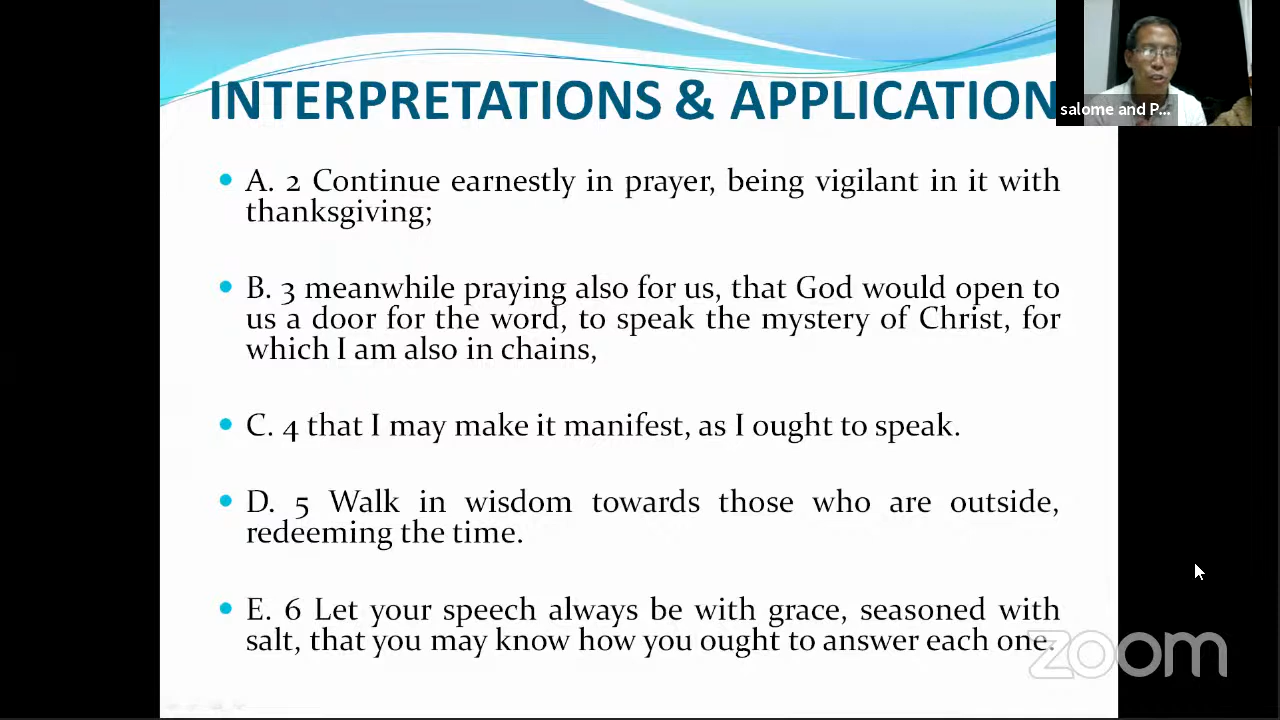 INTERPRETATIONS & APPLICATION
salome and P...
A. 2 Continue earnestly in prayer, being vigilant in it with
thanksgiving;
B. 3 meanwhile praying also for us, that God would open to
us a door for the word, to speak the mystery of Christ, for
which I am also in chains,
C. 4 that I may make it manifest, as I ought to speak.
D. 5 Walk in wisdom towards those who are outside,
redeeming the time.
E. 6 Let your speech always be with grace, seasoned with
salt, that you may know how you ought to answer each one.
zoom